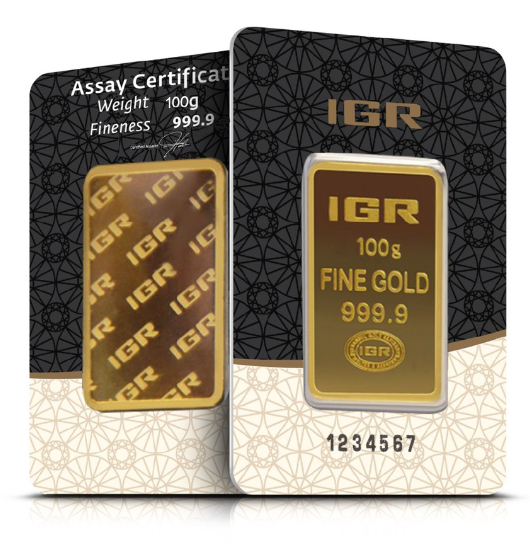 Assay Certificat
Weight 100g
Fineness 999.9
IGR
IGR
IGR
IGR
IGR
IGR
IGR
IGR
IGR
IGR
100g
FINE GOLD
999.9
IGR
1234567